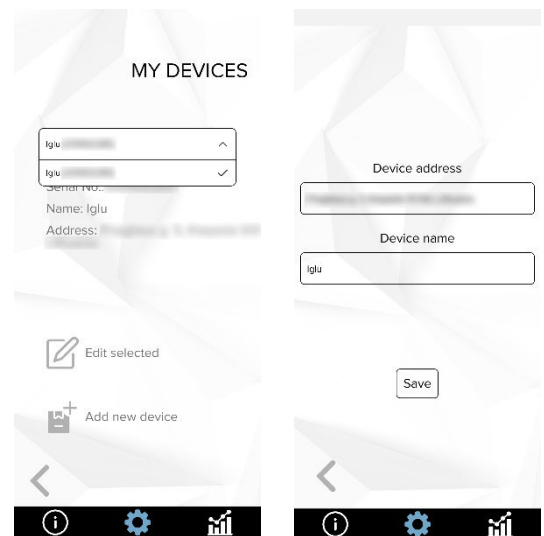 MY DEVICES
Iglu
Iglu
Serial No.:
Name: Iglu
Address:
Edit selected
Add new device
Device address
Device name
Iglu
Save